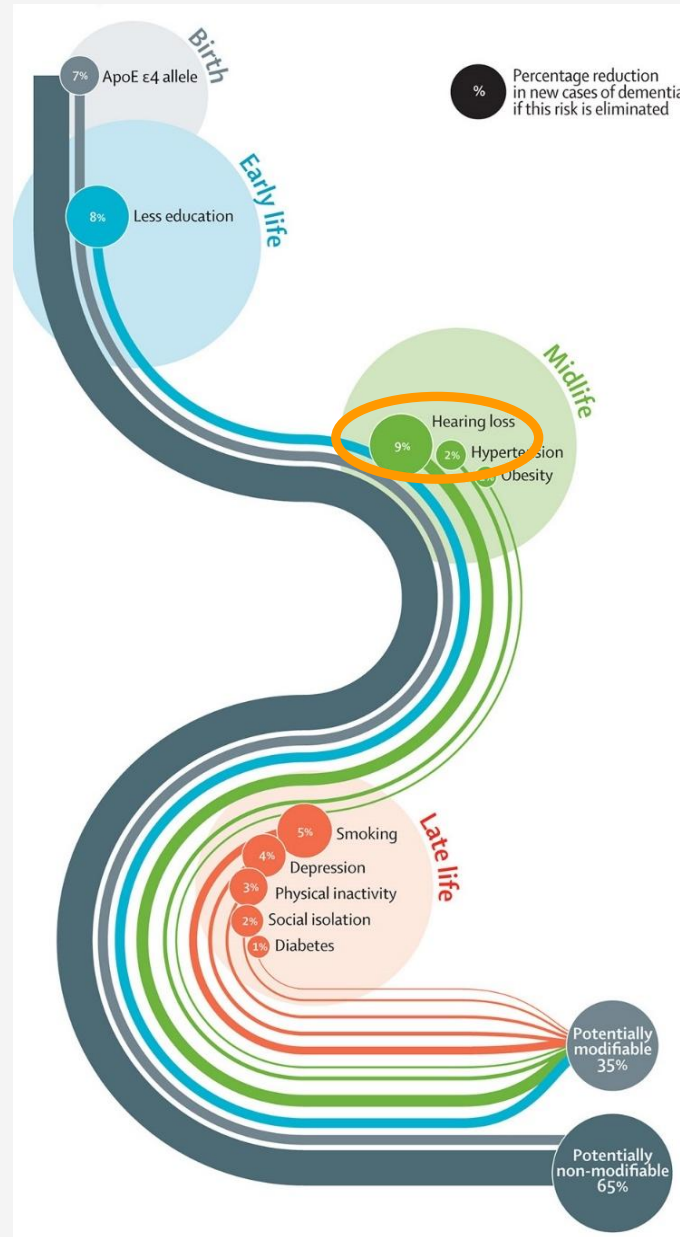 Birth
7%
ApoE ε4 allele
%
Percentage reduction
in new cases of dementia
if this risk is eliminated
Early life
8%
Less education
Midlife
Hearing loss
9%
2%
Hypertension
Obesity
Late life
5%
Smoking
4%
Depression
3%
Physical inactivity
2%
Social isolation
1%
Diabetes
Potentially
modifiable
35%
Potentially
non-modifiable
65%